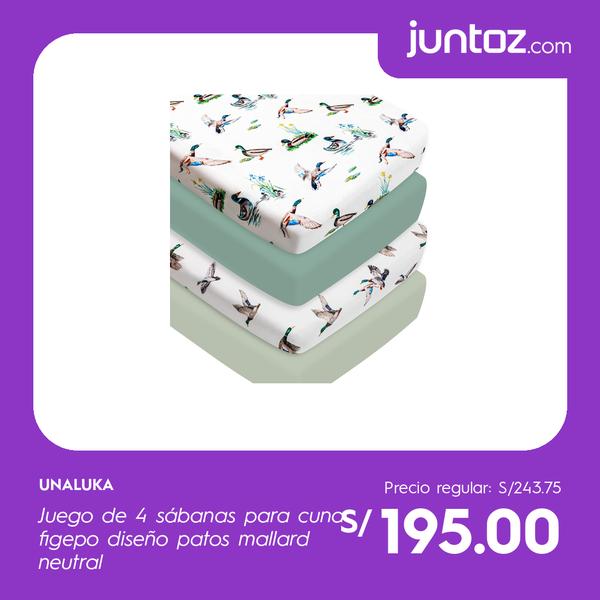 juntoz.com
UNALUKA
Juego de 4 sábanas para cuna
figepo diseño patos mallard
neutral
Precio regular: S/243.75
S/195.00